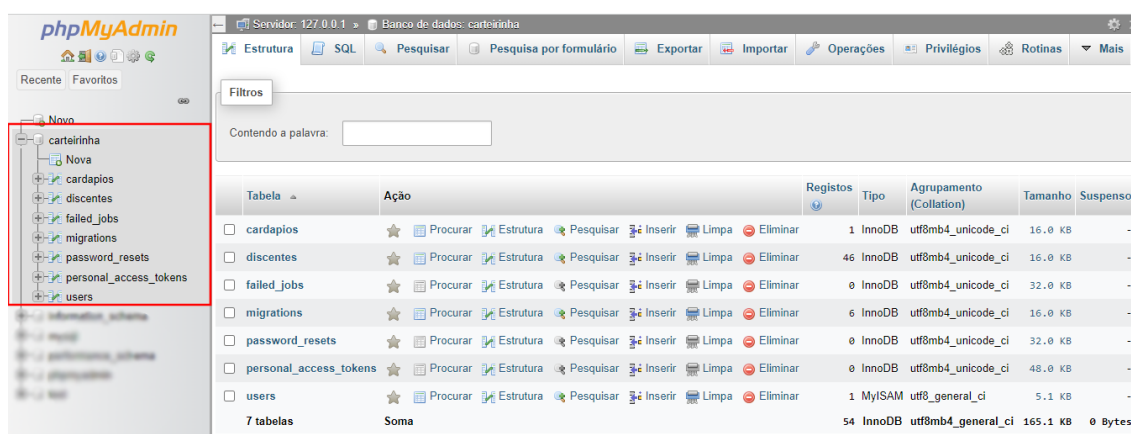 phpMyAdmin
Recente Favoritos
Novo
carteirinha
Nova
cardapios
discentes
failed_jobs
migrations
password_resets
personal_access_tokens
users
information_schema
mysql
performance_schema
phpmyadmin
test
Servidor: 127.0.0.1 » Banco de dados: carteirinha
Estrutura SQL Pesquisar Pesquisa por formulário Exportar Importar Operações Privilégios Rotinas Mais
Filtros
Contendo a palavra:
Tabela Ação Registos Tipo Agrupamento (Collation) Tamanho Suspenso
cardapios Procurar Estrutura Pesquisar Inserir Limpa Eliminar 1 InnoDB utf8mb4_unicode_ci 16.0 KB -
discentes Procurar Estrutura Pesquisar Inserir Limpa Eliminar 46 InnoDB utf8mb4_unicode_ci 16.0 KB -
failed_jobs Procurar Estrutura Pesquisar Inserir Limpa Eliminar 0 InnoDB utf8mb4_unicode_ci 32.0 KB -
migrations Procurar Estrutura Pesquisar Inserir Limpa Eliminar 6 InnoDB utf8mb4_unicode_ci 16.0 KB -
password_resets Procurar Estrutura Pesquisar Inserir Limpa Eliminar 0 InnoDB utf8mb4_unicode_ci 32.0 KB -
personal_access_tokens Procurar Estrutura Pesquisar Inserir Limpa Eliminar 0 InnoDB utf8mb4_unicode_ci 48.0 KB -
users Procurar Estrutura Pesquisar Inserir Limpa Eliminar 1 MyISAM utf8_general_ci 5.1 KB -
7 tabelas Soma 54 InnoDB utf8mb4_general_ci 165.1 KB 0 Bytes